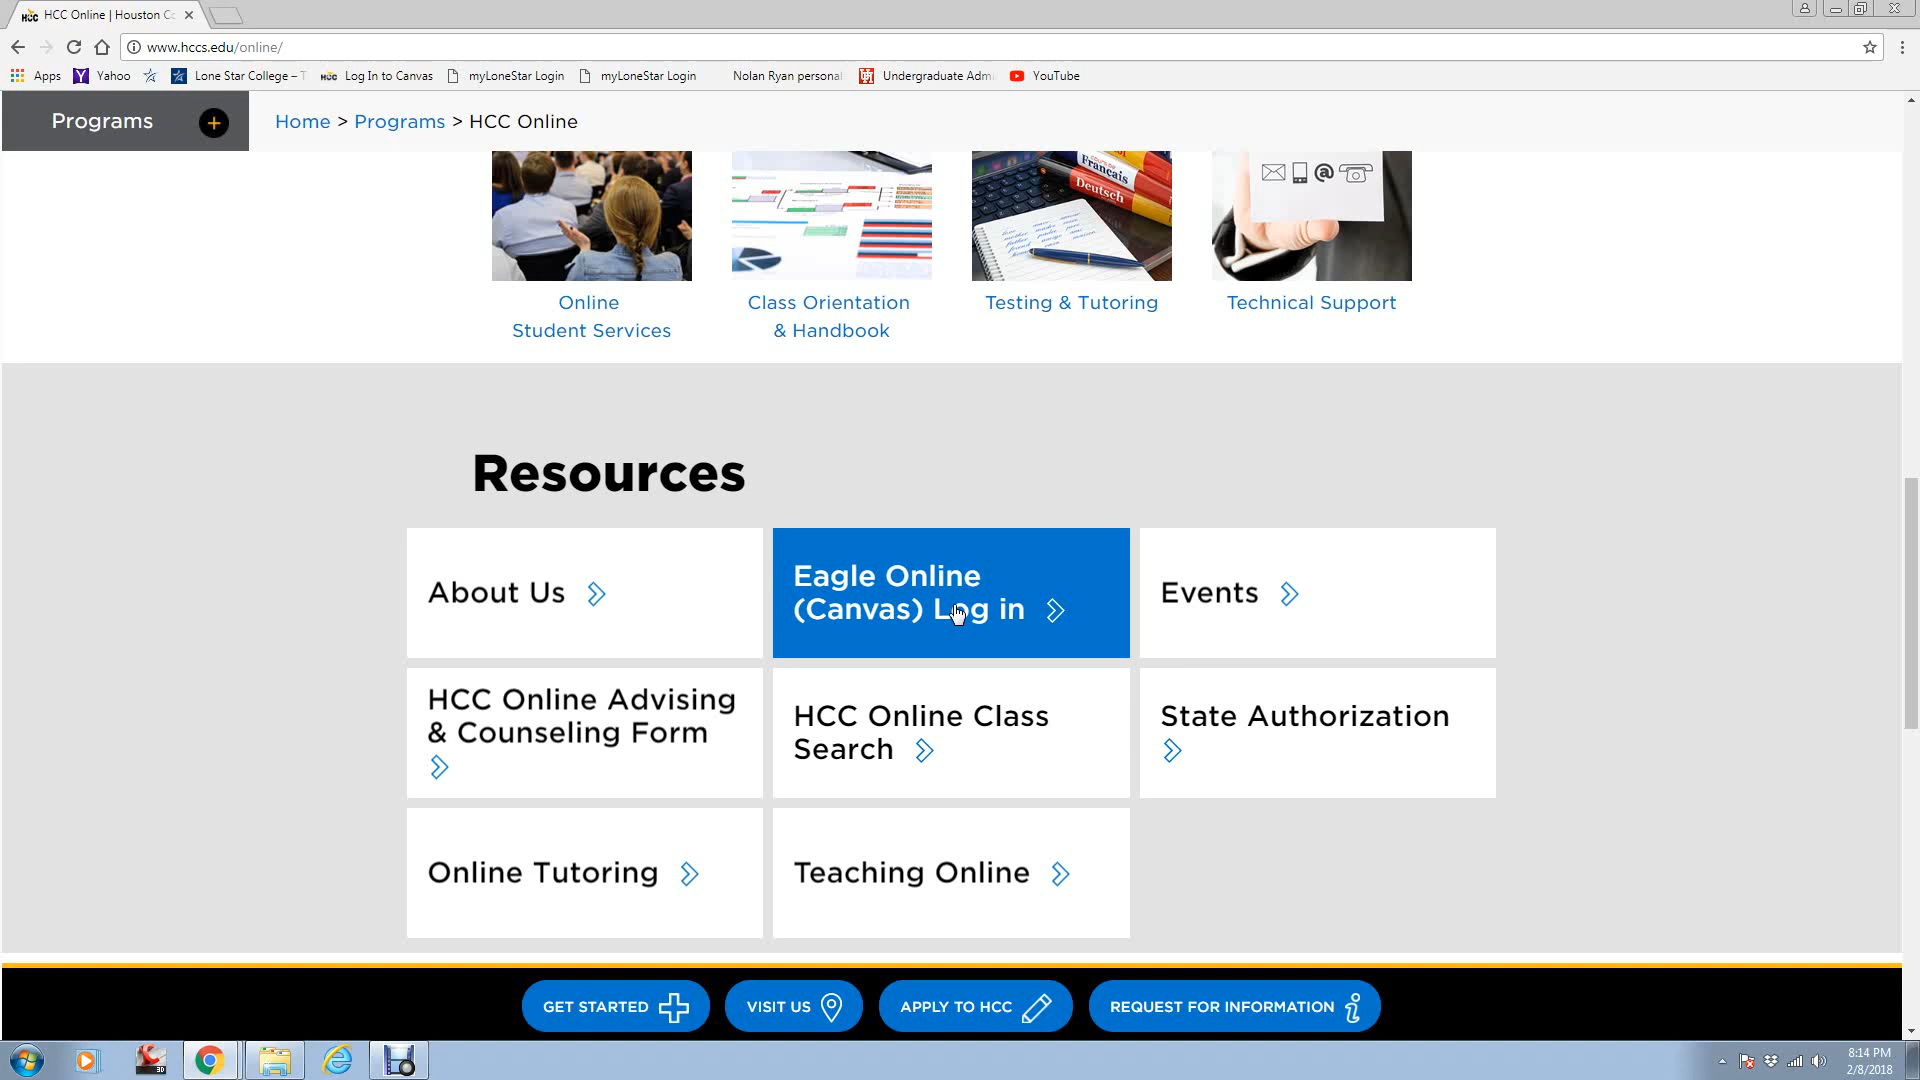 HCC Online | Houston Co
www.hccs.edu/online/
Apps Yahoo Lone Star College – T Log In to Canvas myLoneStar Login myLoneStar Login Nolan Ryan personal Undergraduate Adm YouTube
Programs
Home > Programs > HCC Online
Français
Deutsch
Online
Student Services
Class Orientation
& Handbook
Testing & Tutoring
Technical Support
Resources
About Us
Eagle Online
(Canvas) Log in
Events
HCC Online Advising
& Counseling Form
HCC Online Class
Search
State Authorization
Online Tutoring
Teaching Online
GET STARTED
VISIT US
APPLY TO HCC
REQUEST FOR INFORMATION
8:14 PM
2/8/2018